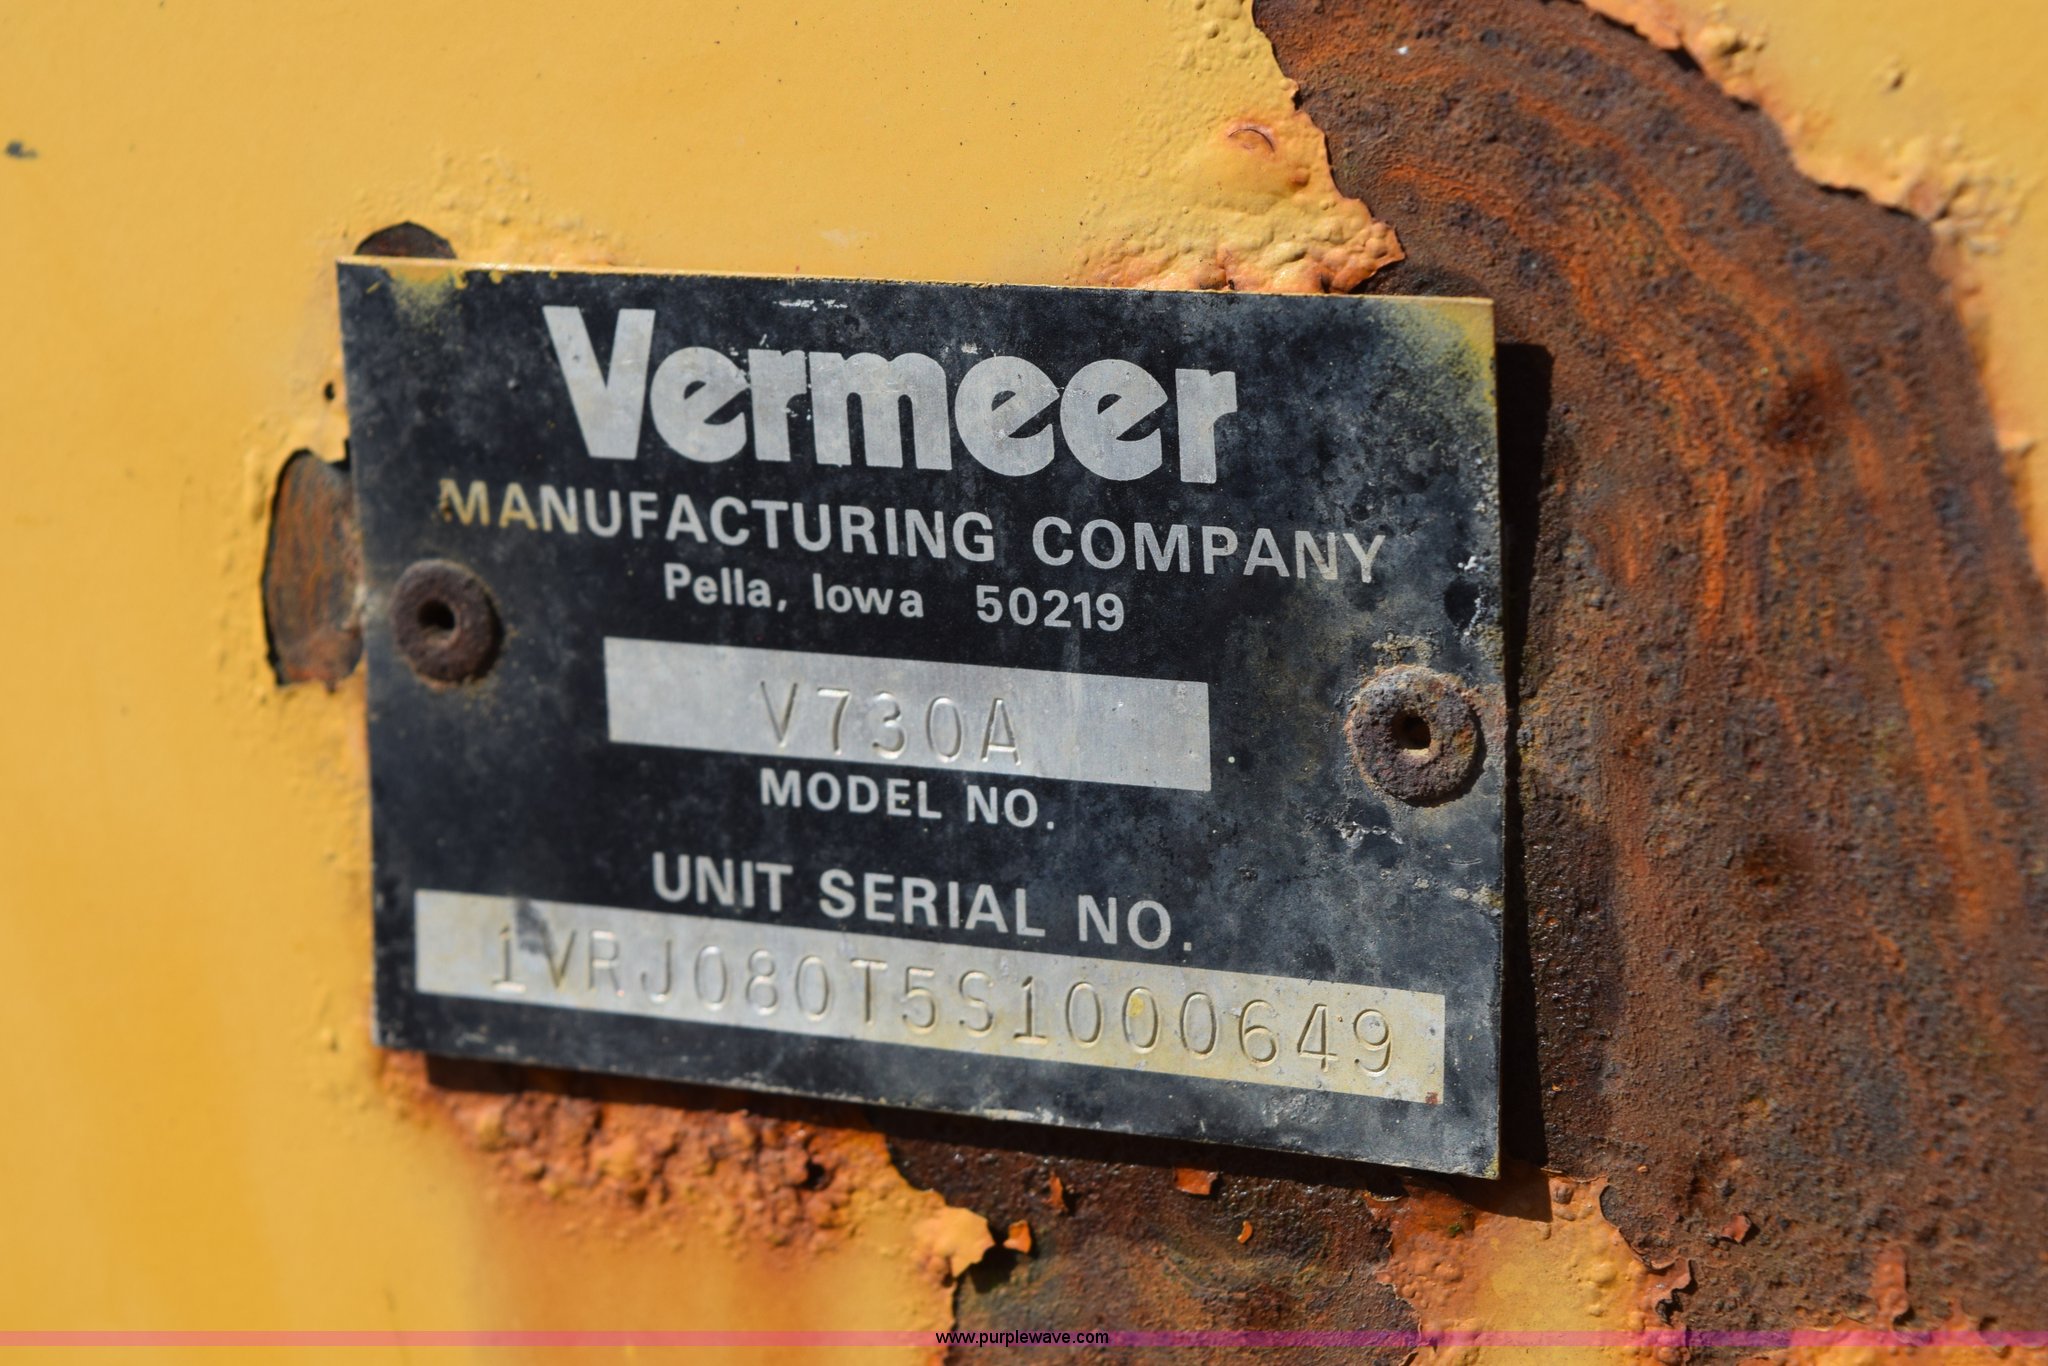 Vermeer
MANUFACTURING COMPANY
Pella, Iowa 50219
V730A
MODEL NO.
UNIT SERIAL NO.
1VRJ080T5S1000649
www.purplewave.com